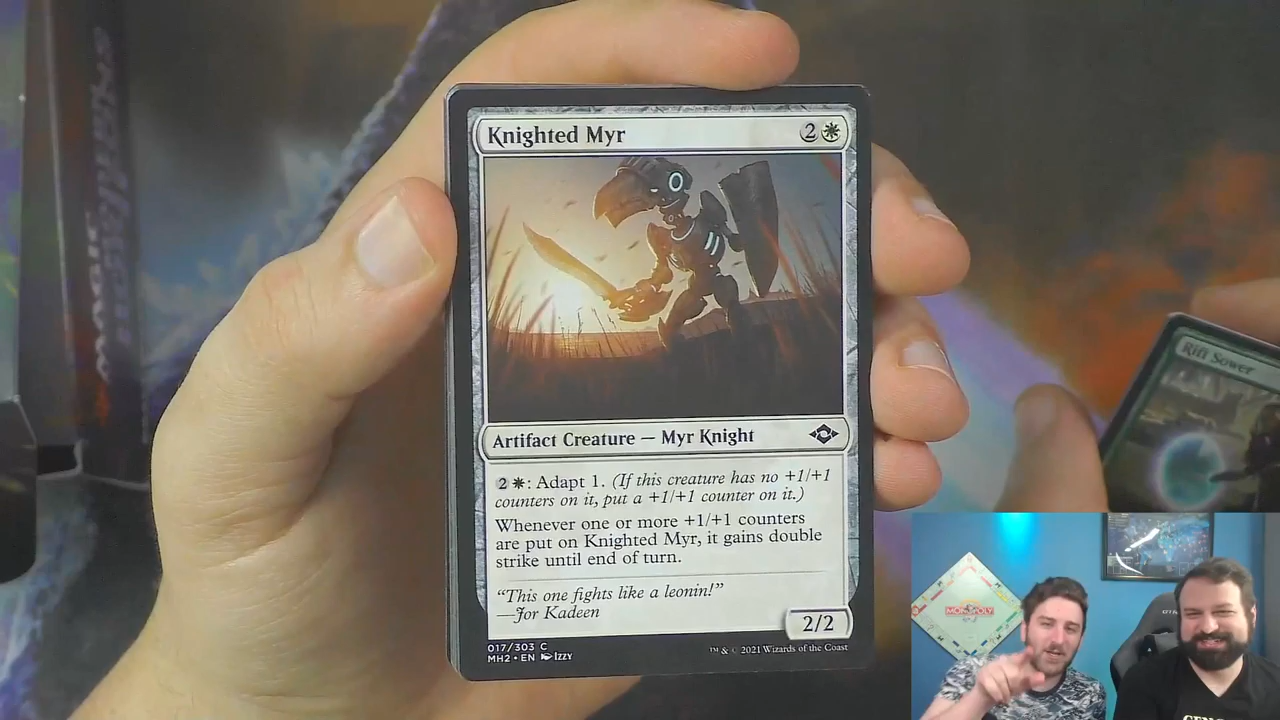 Knighted Myr
2
Artifact Creature — Myr Knight
2 : Adapt 1. (If this creature has no +1/+1
counters on it, put a +1/+1 counter on it.)
Whenever one or more +1/+1 counters
are put on Knighted Myr, it gains double
strike until end of turn.
“This one fights like a leonin!”
—Jor Kadeen
2/2
017/303 C
MH2 • EN Izzy
™ & © 2021 Wizards of the Coast
Rift Sower
MONOPOLY